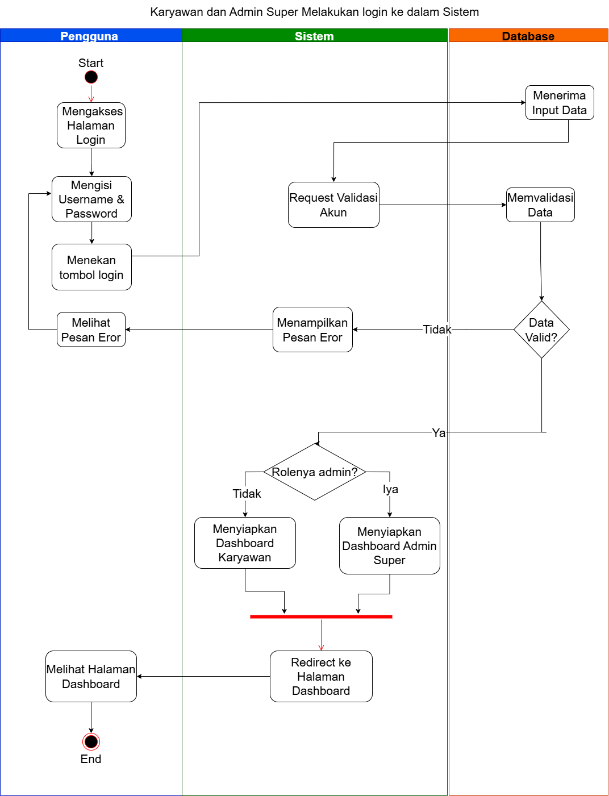 Karyawan dan Admin Super Melakukan login ke dalam Sistem
Pengguna
Sistem
Database
Start
Mengakses
Halaman
Login
Menerima
Input Data
Mengisi
Username &
Password
Request Validasi
Akun
Memvalidasi
Data
Menekan
tombol login
Melihat
Pesan Eror
Menampilkan
Pesan Eror
Tidak
Data
Valid?
Ya
Rolenya admin?
Tidak
Iya
Menyiapkan
Dashboard
Karyawan
Menyiapkan
Dashboard Admin
Super
Melihat Halaman
Dashboard
Redirect ke
Halaman
Dashboard
End